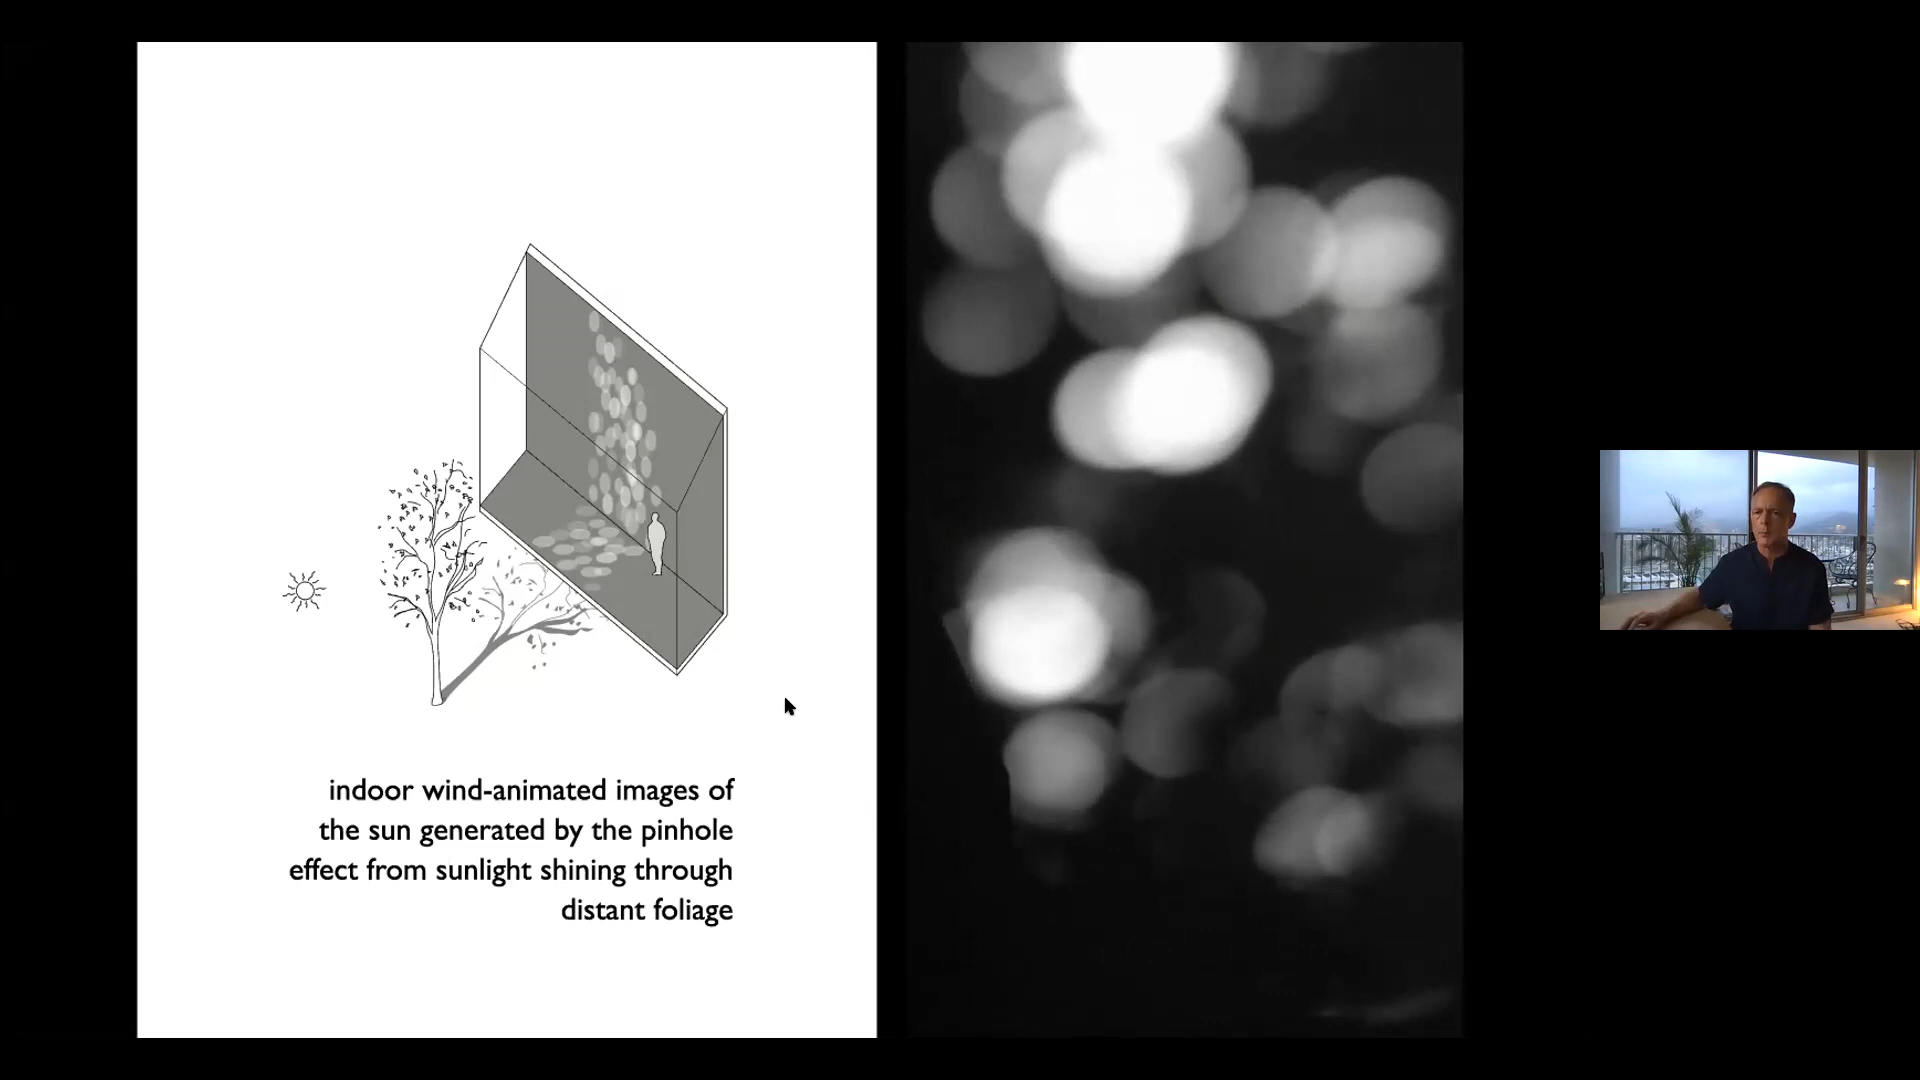 indoor wind-animated images of
the sun generated by the pinhole
effect from sunlight shining through
distant foliage